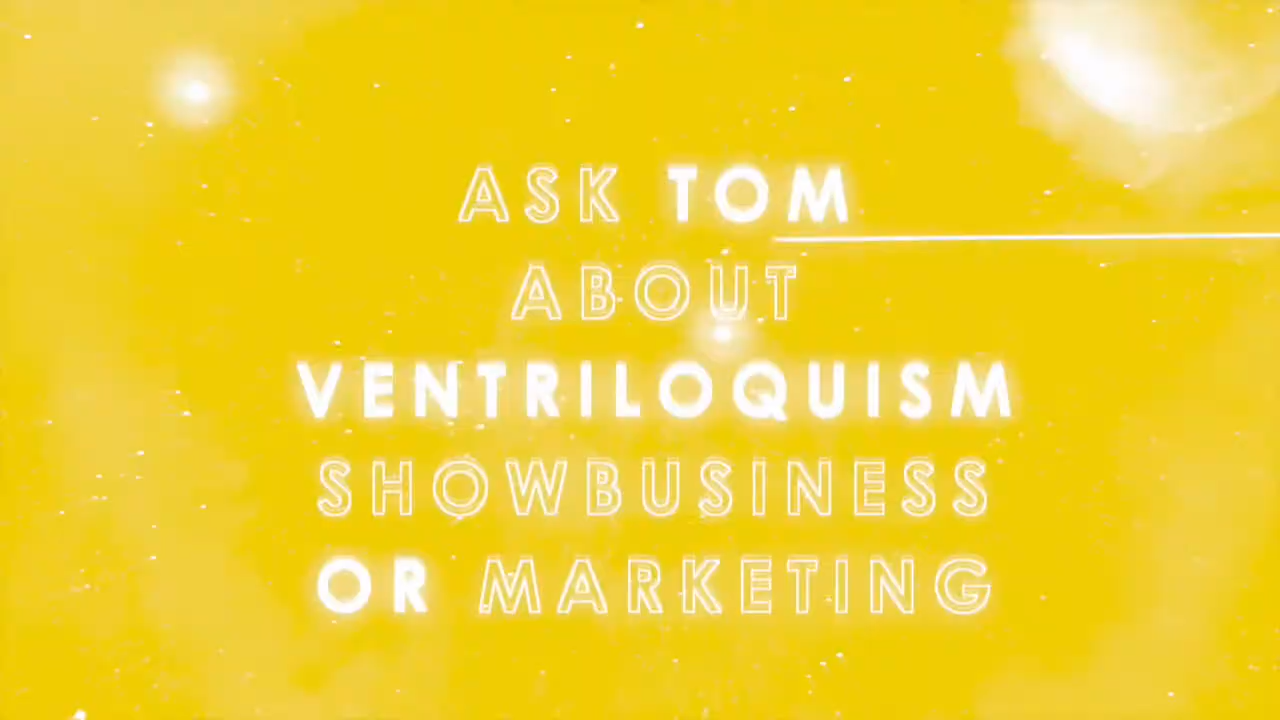 ASK TOM
ABOUT
VENTRILOQUISM
SHOWBUSINESS
OR MARKETING